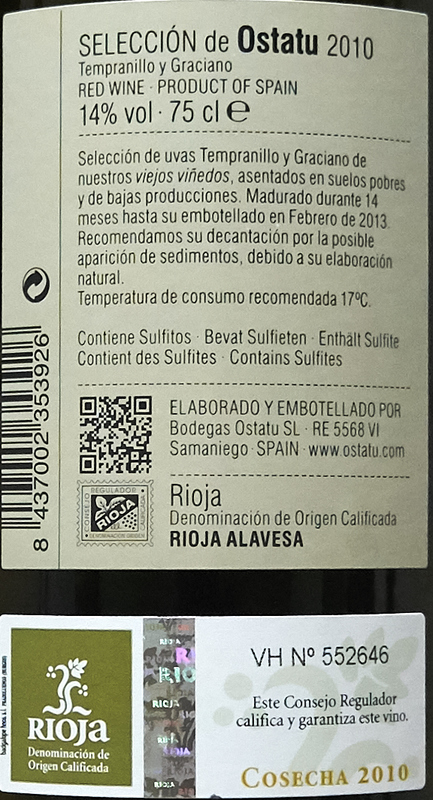 SELECCIÓN de Ostatu 2010
Tempranillo y Graciano
RED WINE · PRODUCT OF SPAIN
14% vol · 75 cl e
Selección de uvas Tempranillo y Graciano de
nuestros viejos viñedos, asentados en suelos pobres
y de bajas producciones. Madurado durante 14
meses hasta su embotellado en Febrero de 2013.
Recomendamos su decantación por la posible
aparición de sedimentos, debido a su elaboración
natural.
Temperatura de consumo recomendada 17ºC.
Contiene Sulfitos · Bevat Sulfieten · Enthält Sulfite
Contient des Sulfites · Contains Sulfites
8 437002 353926
ELABORADO Y EMBOTELLADO POR
Bodegas Ostatu SL · RE 5568 VI
Samaniego · SPAIN · www.ostatu.com
CONSEJO REGULADOR CALIFICADA
RIOJA
DENOMINACION ORIGEN
Rioja
Denominación de Origen Calificada
RIOJA ALAVESA
RIOJA
Denominación de
Origen Calificada
RIOJA
VH Nº 552646
Este Consejo Regulador
califica y garantiza este vino.
COSECHA 2010